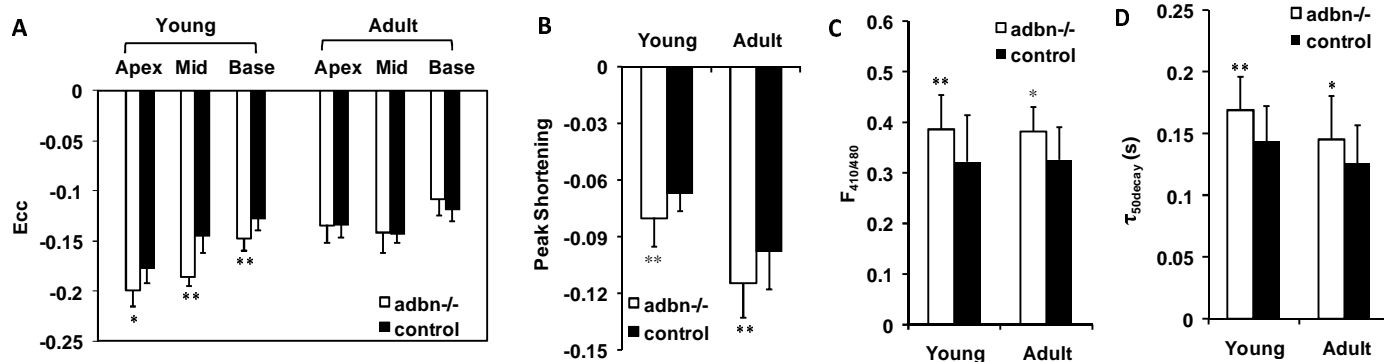 A
Young
Adult
Apex Mid Base
Apex Mid Base
0
-0.05
-0.1
-0.15
-0.2
-0.25
Ecc
*
**
**
adbn-/-
control
B
Young Adult
0
-0.03
-0.06
-0.09
-0.12
-0.15
Peak Shortening
**
**
adbn-/-
control
C
0.6
0.5
0.4
0.3
0.2
0.1
0
F410/480
adbn-/-
control
**
*
Young Adult
D
0.25
0.2
0.15
0.1
0.05
0
τ50decay (s)
adbn-/-
control
**
*
Young Adult